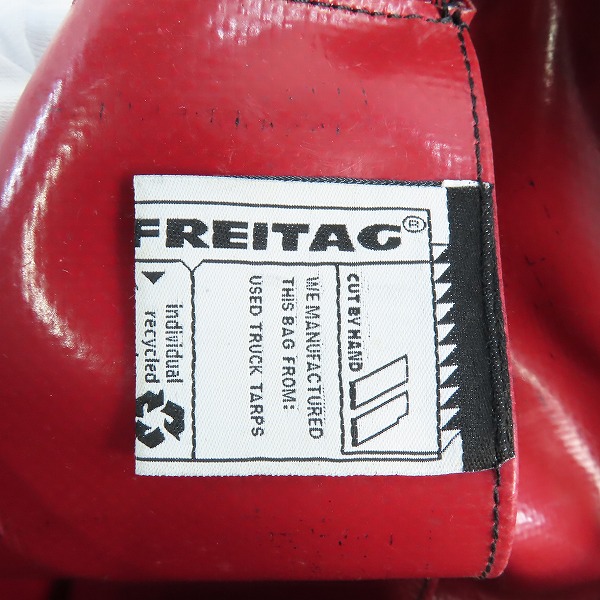 FREITAG®
CUT BY HAND
WE MANUFACTURED
THIS BAG FROM:
USED TRUCK TARPS
individual
recycled